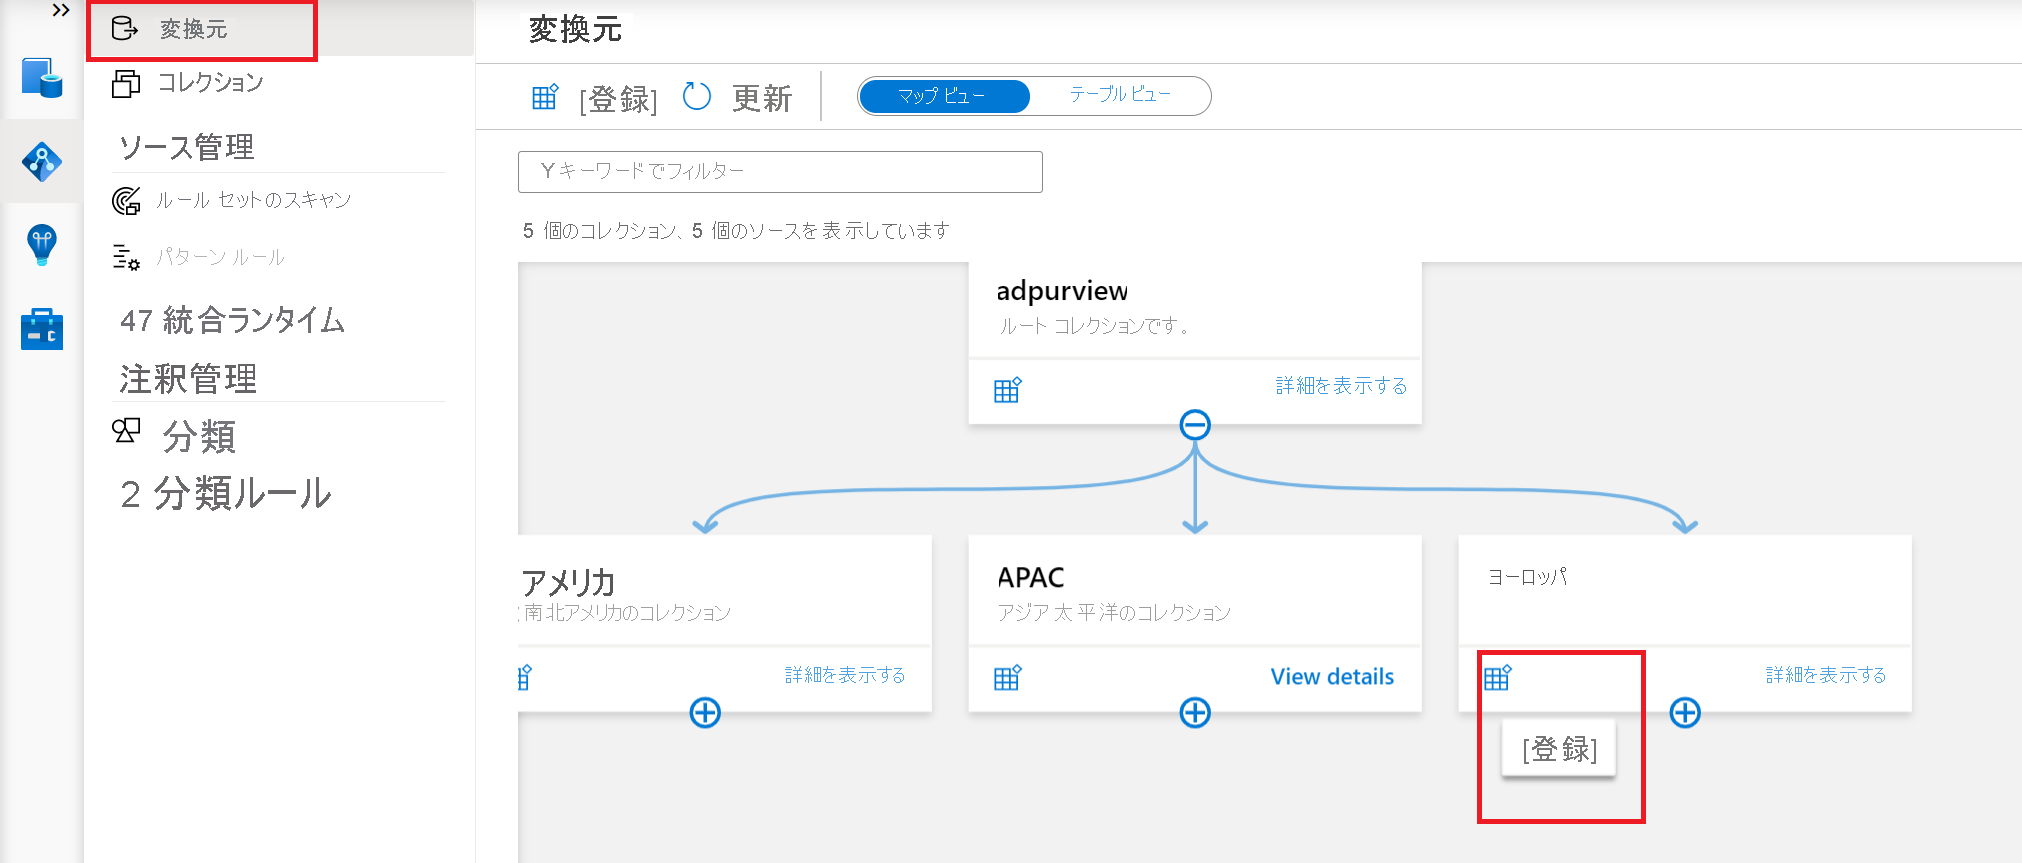 変換元
コレクション
ソース管理
ルール セットのスキャン
パターン ルール
47 統合ランタイム
注釈管理
分類
2 分類ルール
変換元
[登録]
更新
マップ ビュー
テーブル ビュー
Y キーワードでフィルター
5 個のコレクション、5 個のソースを表示しています
adpurview
ルート コレクションです。
詳細を表示する
アメリカ
南北アメリカのコレクション
詳細を表示する
APAC
アジア太平洋のコレクション
View details
ヨーロッパ
詳細を表示する
[登録]